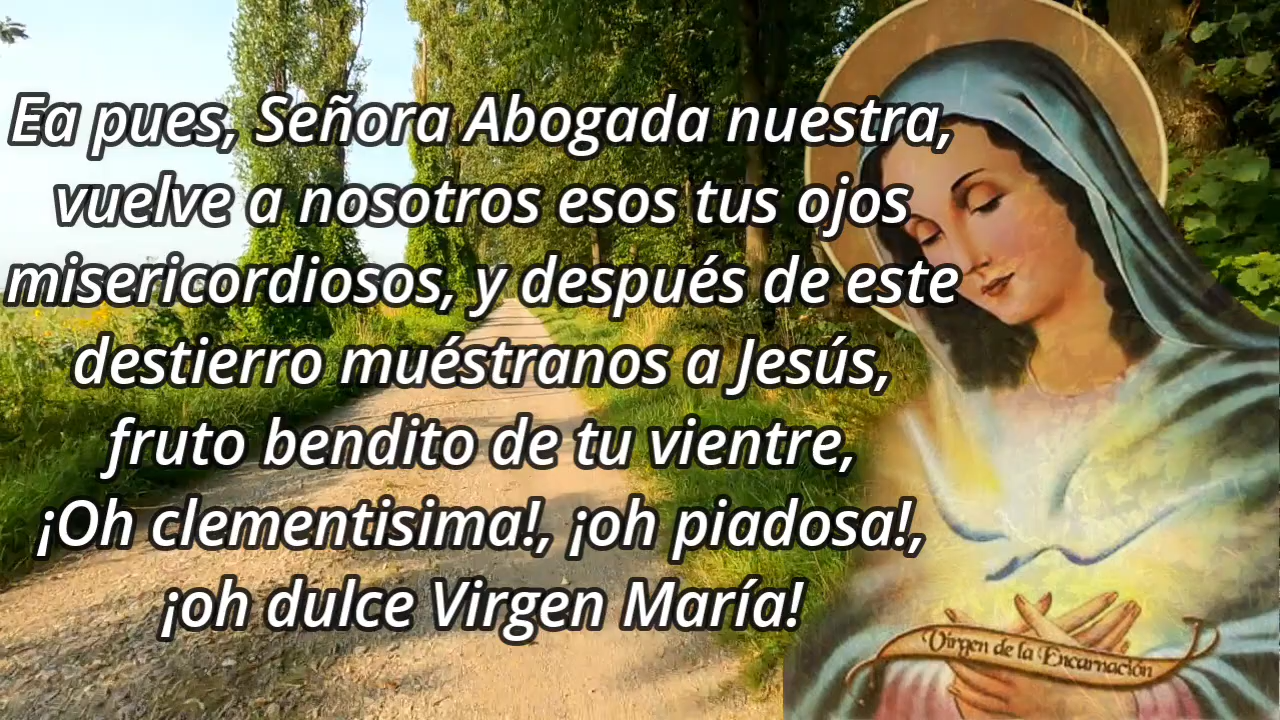 Ea pues, Señora Abogada nuestra,
vuelve a nosotros esos tus ojos
misericordiosos, y después de este
destierro muéstranos a Jesús,
fruto bendito de tu vientre,
¡Oh clementisima!, ¡oh piadosa!,
¡oh dulce Virgen María!
Virgen de la Encarnación